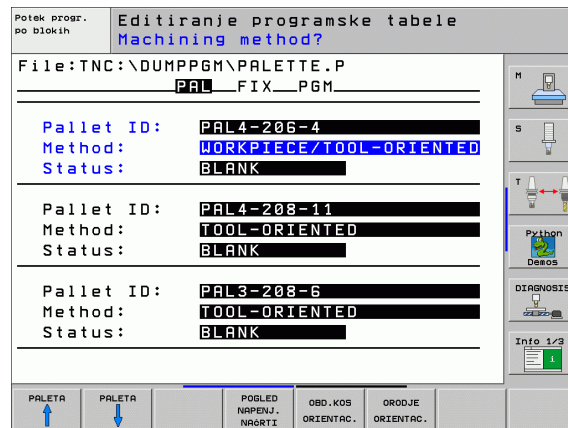 Potek progr.
po blokih
Editiranje programske tabele
Machining method?
File:TNC:\DUMPPGM\PALETTE.P
PAL FIX PGM
Pallet ID: PAL4-206-4
Method: WORKPIECE/TOOL-ORIENTED
Status: BLANK
Pallet ID: PAL4-208-11
Method: TOOL-ORIENTED
Status: BLANK
Pallet ID: PAL3-208-6
Method: TOOL-ORIENTED
Status: BLANK
M
S
T
Python
Demos
DIAGNOSIS
Info 1/3
i
PALETA
PALETA
POGLED
NAPENJ.
NAČRTI
OBD.KOS
ORIENTAC.
ORODJE
ORIENTAC.